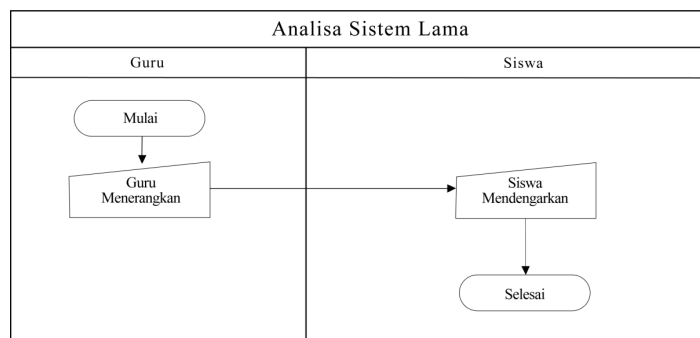 Analisa Sistem Lama
Guru
Siswa
Mulai
Guru
Menerangkan
Siswa
Mendengarkan
Selesai